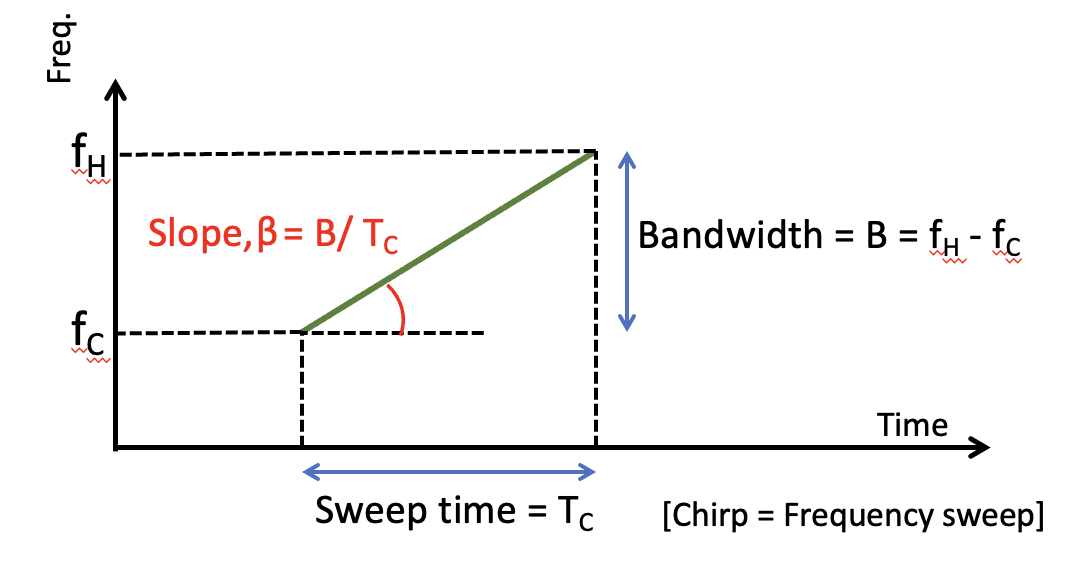 Freq.
fH
Slope, β = B/ TC
Bandwidth = B = fH - fC
fC
Time
Sweep time = TC
[Chirp = Frequency sweep]